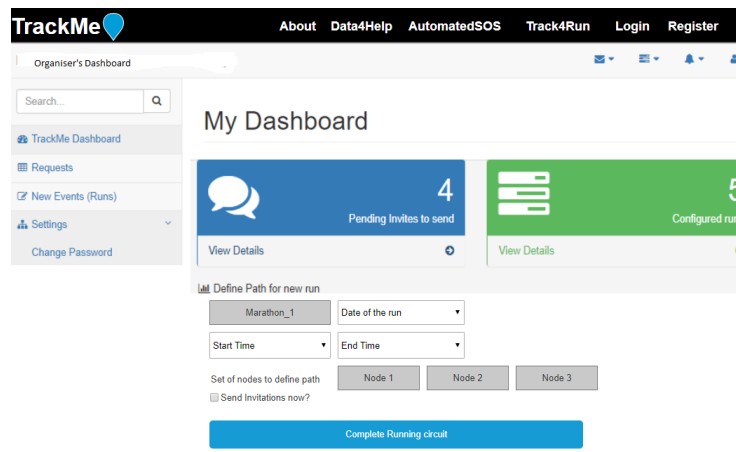 TrackMe About Data4Help AutomatedSOS Track4Run Login Register
Organiser's Dashboard
Search...
My Dashboard
TrackMe Dashboard
Requests
New Events (Runs)
Settings
Change Password
4
Pending Invites to send
View Details
5
Configured
View Details
Define Path for new run
Marathon_1 Date of the run
Start Time End Time
Set of nodes to define path Node 1 Node 2 Node 3
Send Invitations now?
Complete Running circuit